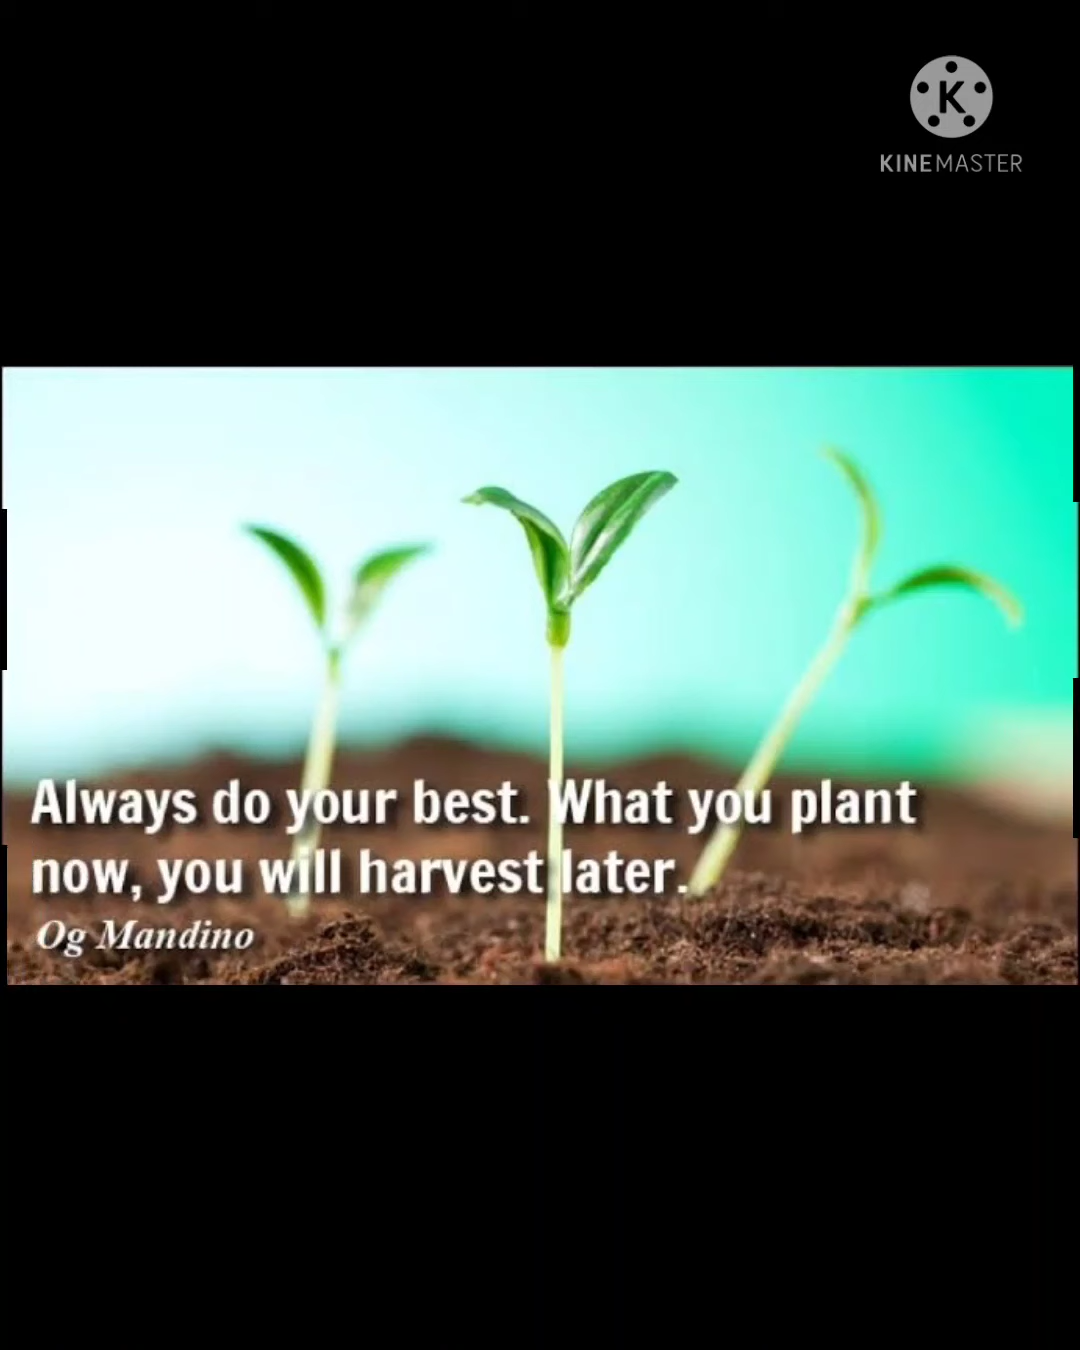 K
KINEMASTER
Always do your best. What you plant
now, you will harvest later.
Og Mandino